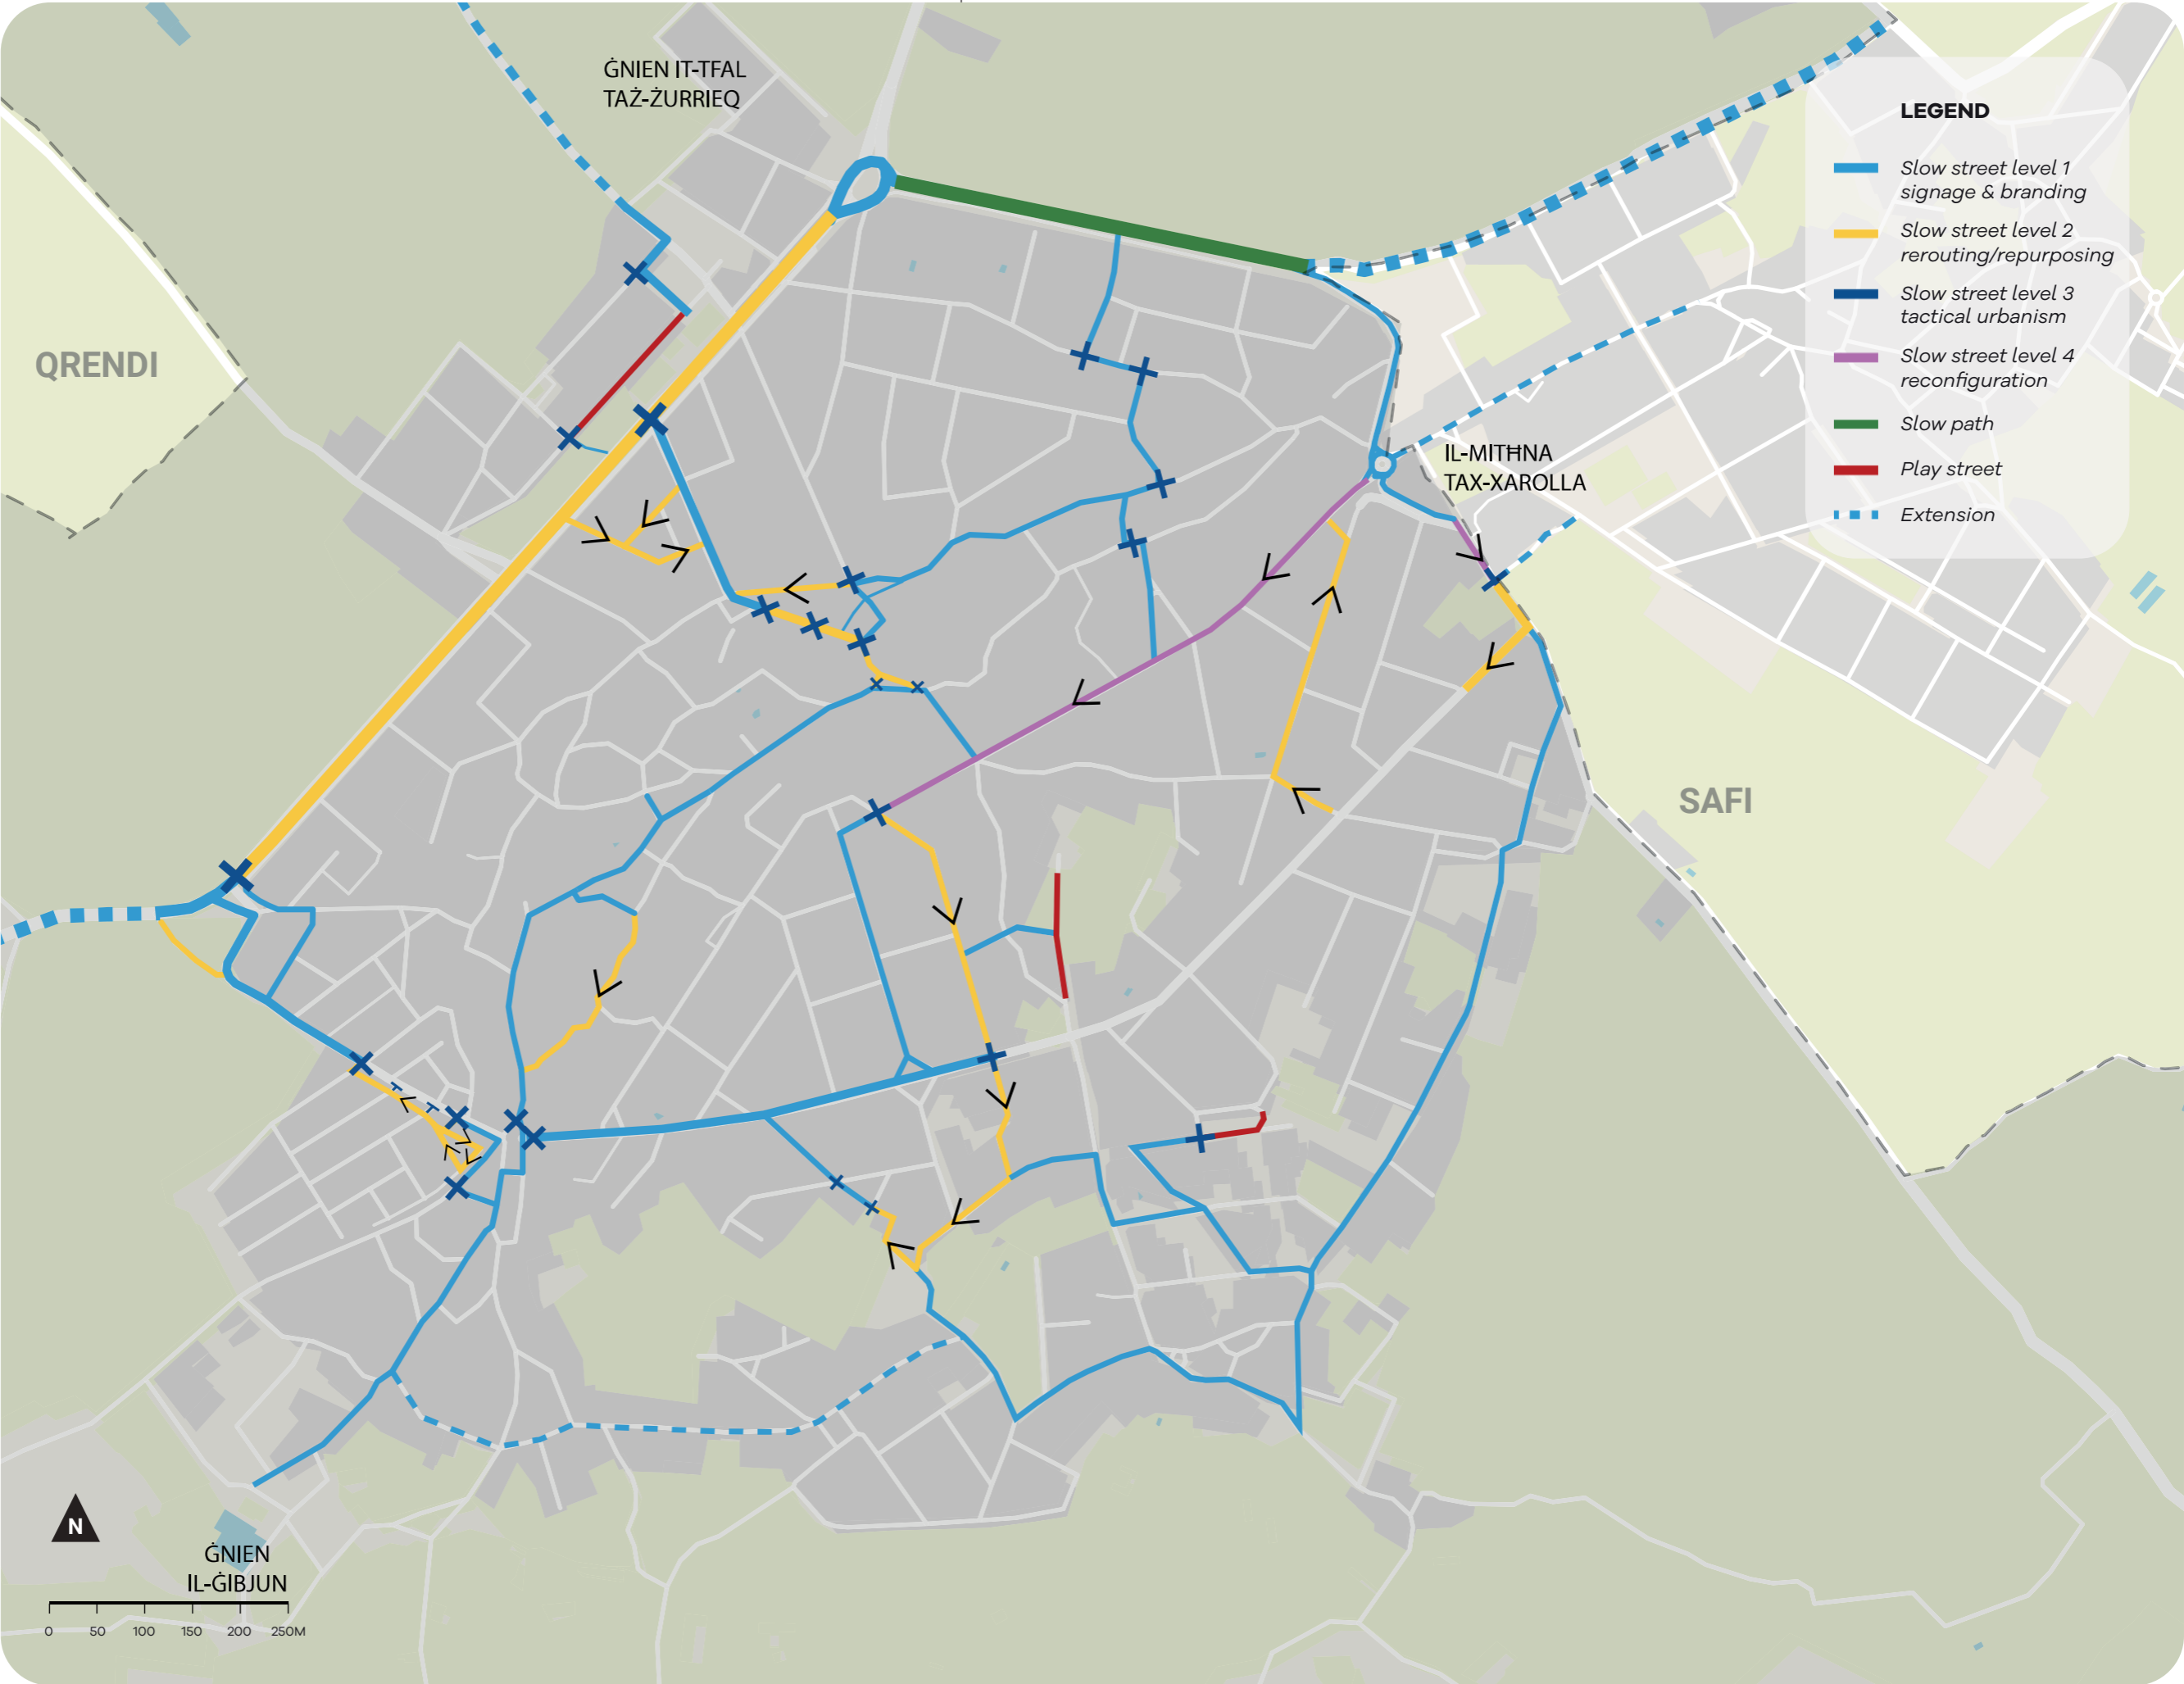 ĠNIEN IT-TFAL
TAŻ-ŻURRIEQ
QRENDI
IL-MITĦNA
TAX-XAROLLA
SAFI
LEGEND
Slow street level 1
signage & branding
Slow street level 2
rerouting/repurposing
Slow street level 3
tactical urbanism
Slow street level 4
reconfiguration
Slow path
Play street
Extension
N
ĠNIEN
IL-ĠIBJUN
0 50 100 150 200 250M